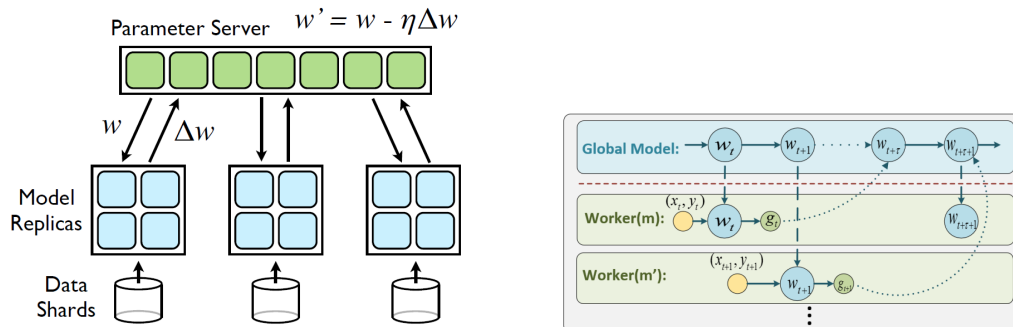 Parameter Server
w' = w - ηΔw
w
Δw
Model
Replicas
Data
Shards
Global Model:
w_t
w_{t+1}
w_{t+τ}
w_{t+τ+1}
Worker(m):
(x_t, y_t)
w_t
g_t
w_{t+τ+1}
Worker(m'):
(x_{t+1}, y_{t+1})
w_{t+1}
g_{t+1}